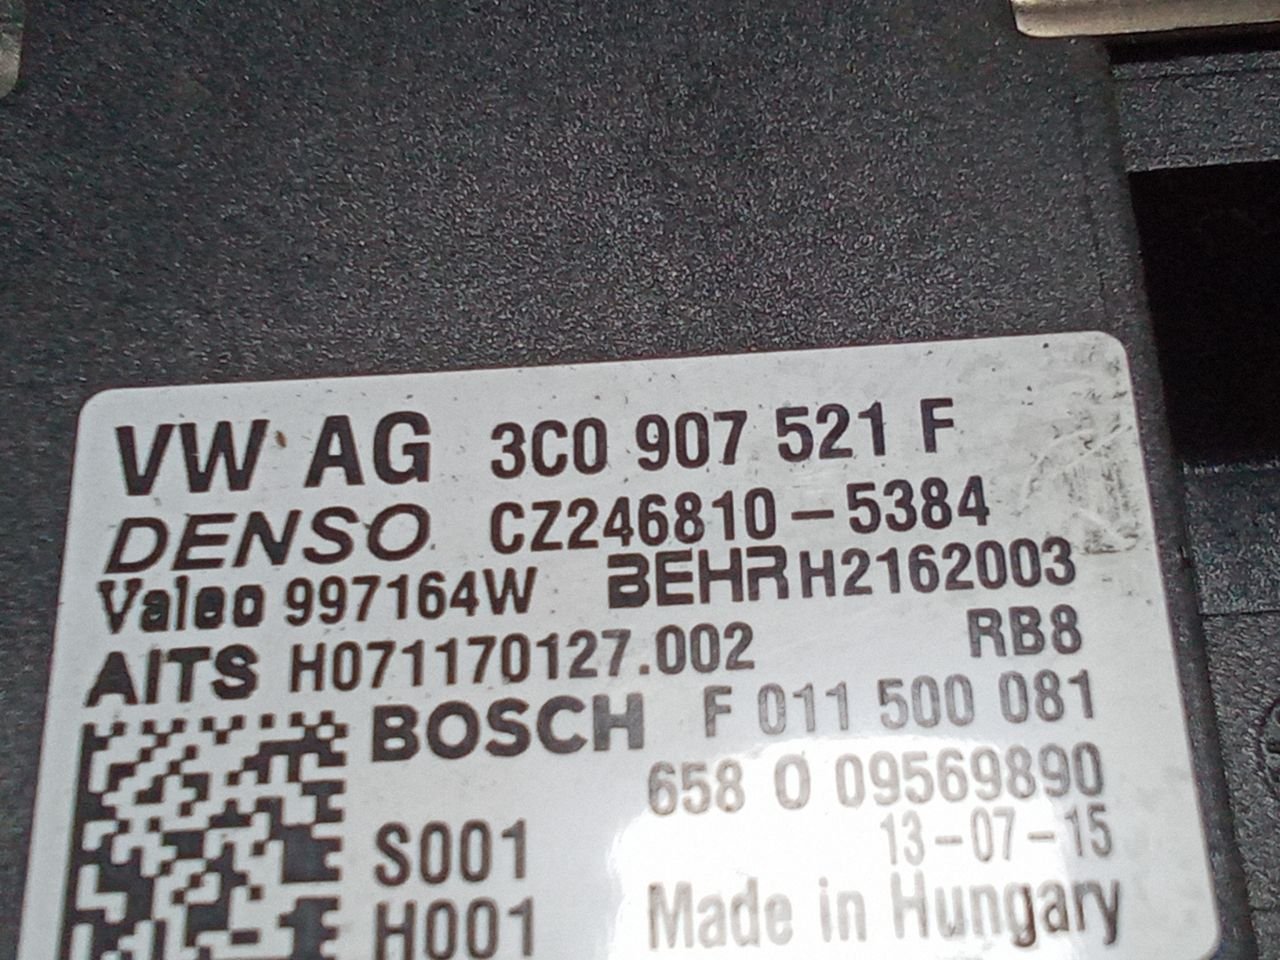 VW AG 3C0 907 521 F
DENSO CZ246810-5384
Valeo 997164W BEHR H2162003
AITS H071170127.002 RB8
BOSCH F 011 500 081
658 0 09569890
S001 13-07-15
H001 Made in Hungary